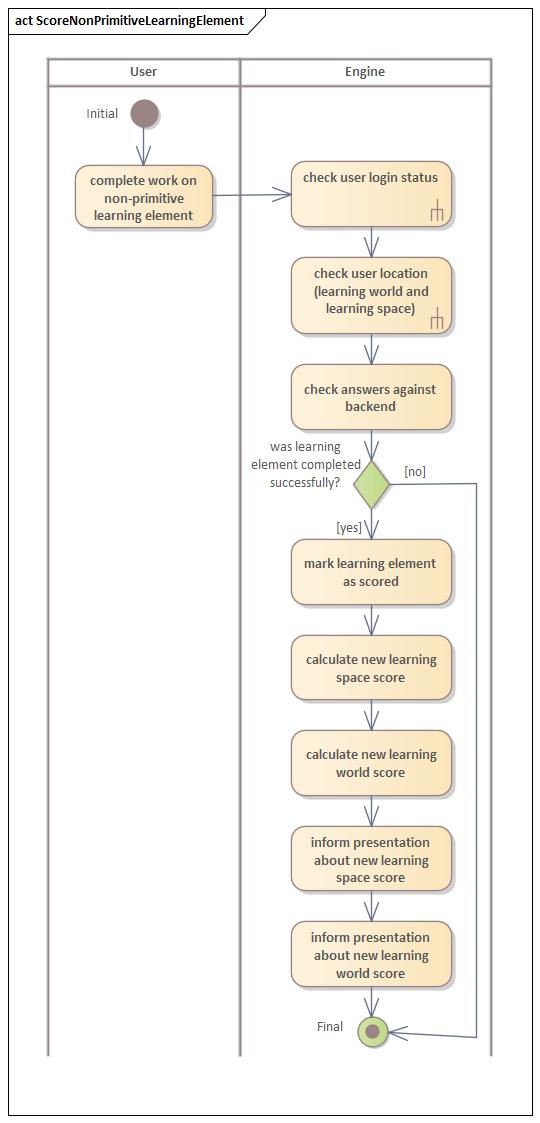 act ScoreNonPrimitiveLearningElement
User
Engine
Initial
complete work on
non-primitive
learning element
check user login status
check user location
(learning world and
learning space)
check answers against
backend
was learning
element completed
successfully?
[no]
[yes]
mark learning element
as scored
calculate new learning
space score
calculate new learning
world score
inform presentation
about new learning
space score
inform presentation
about new learning
world score
Final